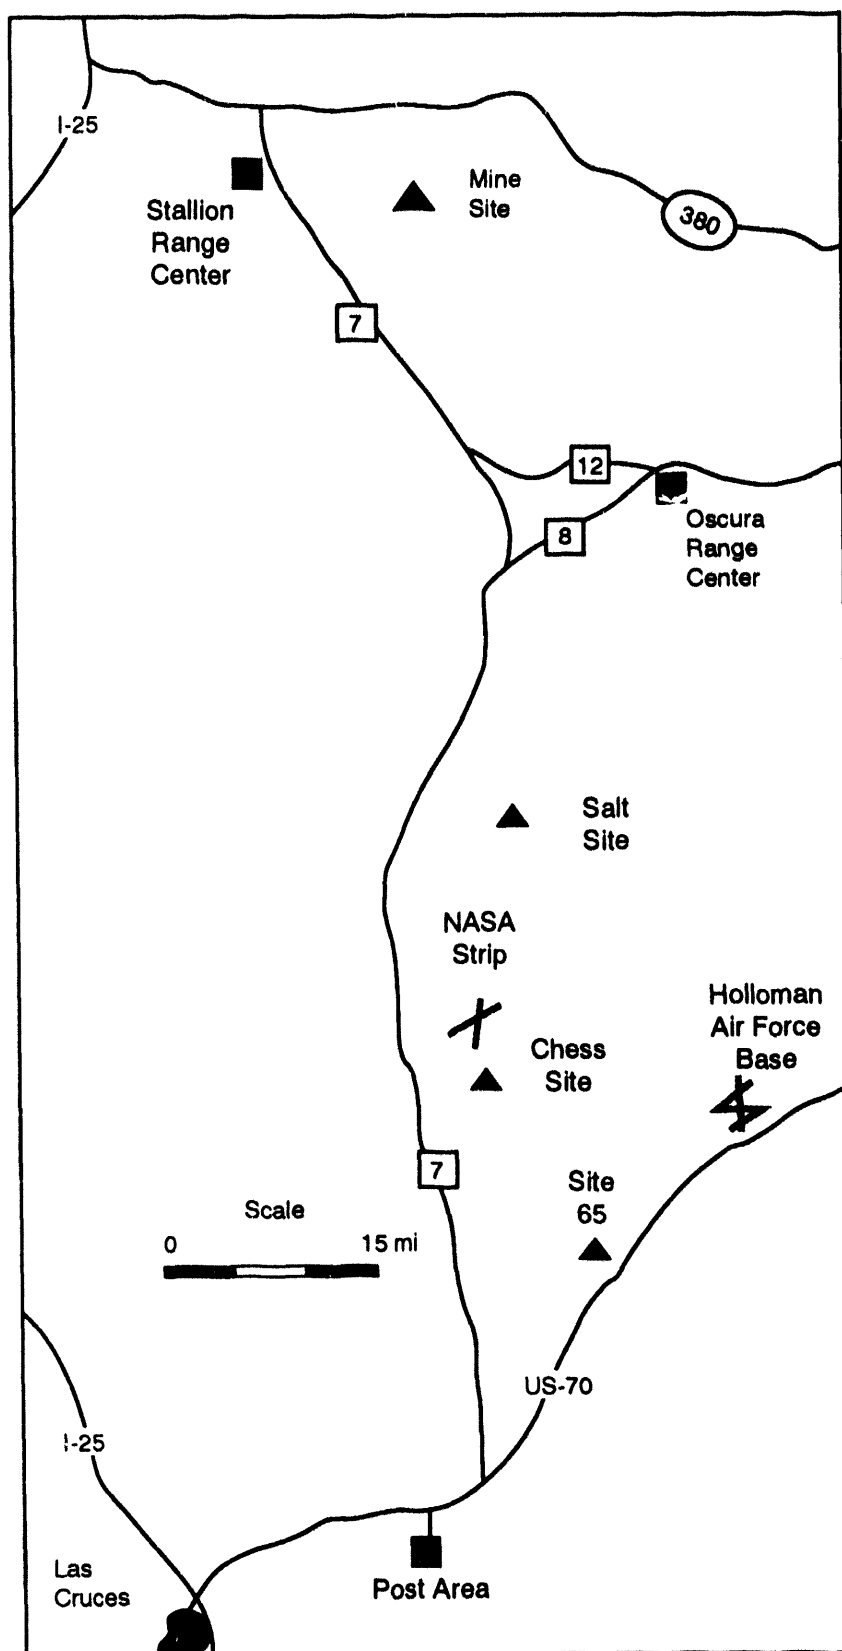 I-25
Mine
Site
380
Stallion
Range
Center
7
12
Oscura
Range
Center
8
Salt
Site
NASA
Strip
Holloman
Air Force
Base
Chess
Site
7
Site
65
Scale
0 15 mi
US-70
I-25
Las
Cruces
Post Area